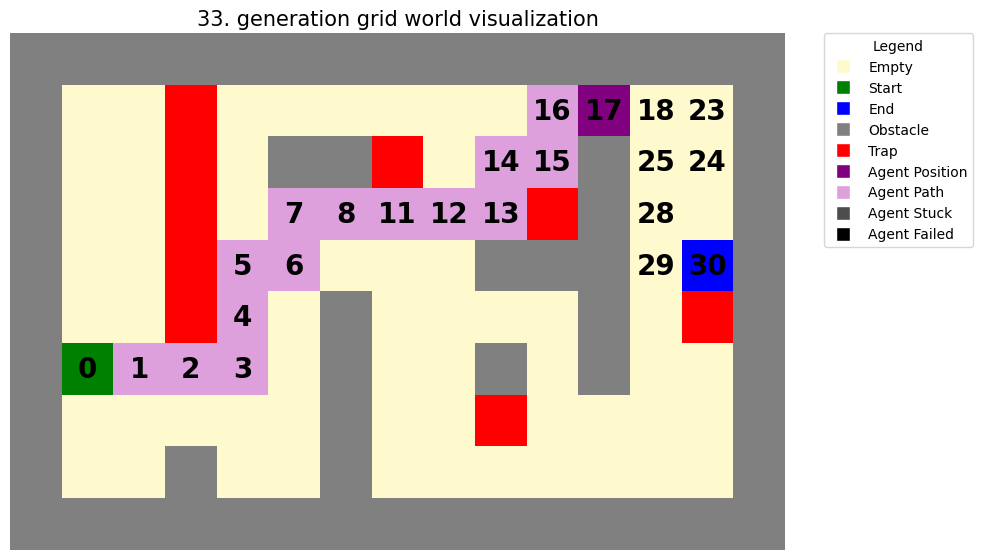 33. generation grid world visualization
16 17 18 23
14 15 25 24
7 8 11 12 13 28
5 6 29 30
4
0 1 2 3
Legend
Empty
Start
End
Obstacle
Trap
Agent Position
Agent Path
Agent Stuck
Agent Failed